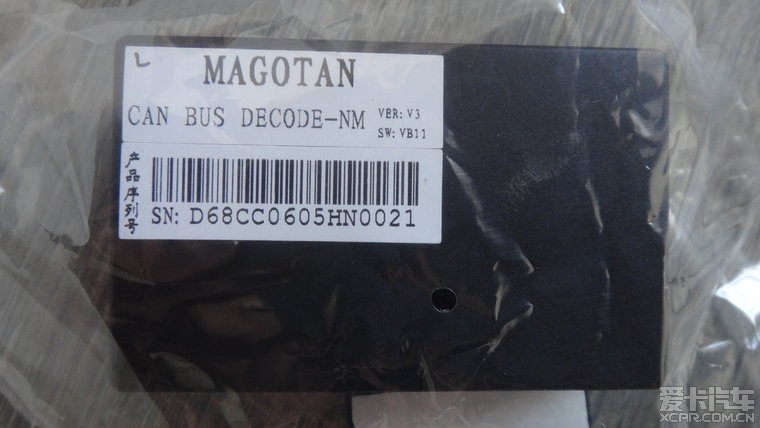 L
MAGOTAN
CAN BUS DECODE-NM
VER: V3
SW: VB11
产品序列号
SN: D68CC0605HN0021
爱卡汽车
XCAR.COM.CN